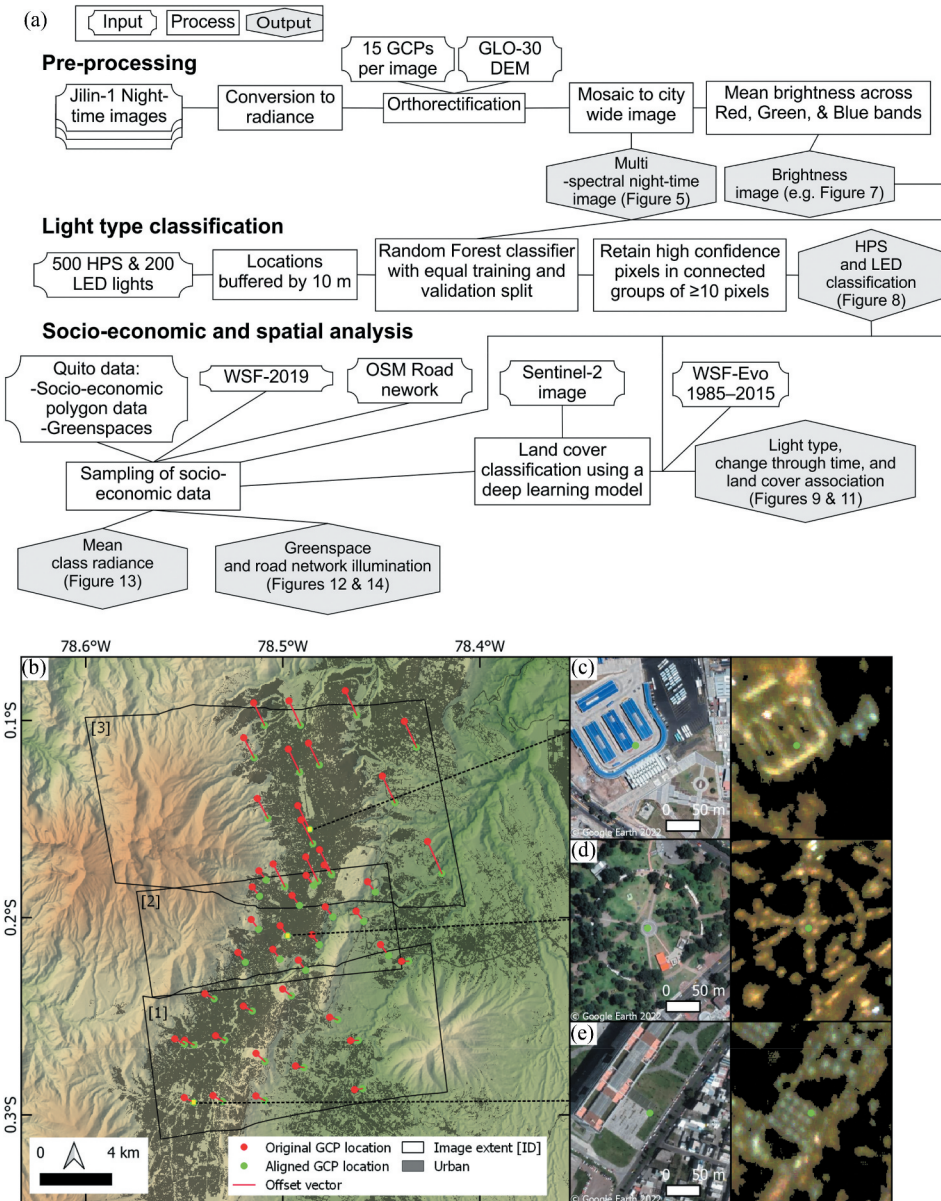 (a)
Input
Process
Output
Pre-processing
Jilin-1 Night-
time images
Conversion to
radiance
15 GCPs
per image
GLO-30
DEM
Orthorectification
Mosaic to city
wide image
Mean brightness across
Red, Green, & Blue bands
Multi
-spectral night-time
image (Figure 5)
Brightness
image (e.g. Figure 7)
Light type classification
500 HPS & 200
LED lights
Locations
buffered by 10 m
Random Forest classifier
with equal training and
validation split
Retain high confidence
pixels in connected
groups of ≥10 pixels
HPS
and LED
classification
(Figure 8)
Socio-economic and spatial analysis
Quito data:
-Socio-economic
polygon data
-Greenspaces
WSF-2019
OSM Road
nework
Sentinel-2
image
WSF-Evo
1985–2015
Sampling of socio-
economic data
Land cover
classification using a
deep learning model
Light type,
change through time, and
land cover association
(Figures 9 & 11)
Mean
class radiance
(Figure 13)
Greenspace
and road network illumination
(Figures 12 & 14)
78.6°W
78.5°W
78.4°W
(b)
[3]
0.1°S
[2]
0.2°S
[1]
0.3°S
0
4 km
Original GCP location
Aligned GCP location
Offset vector
Image extent [ID]
Urban
(c)
0 50 m
© Google Earth 2022
(d)
0 50 m
© Google Earth 2022
(e)
0 50 m
© Google Earth 2022